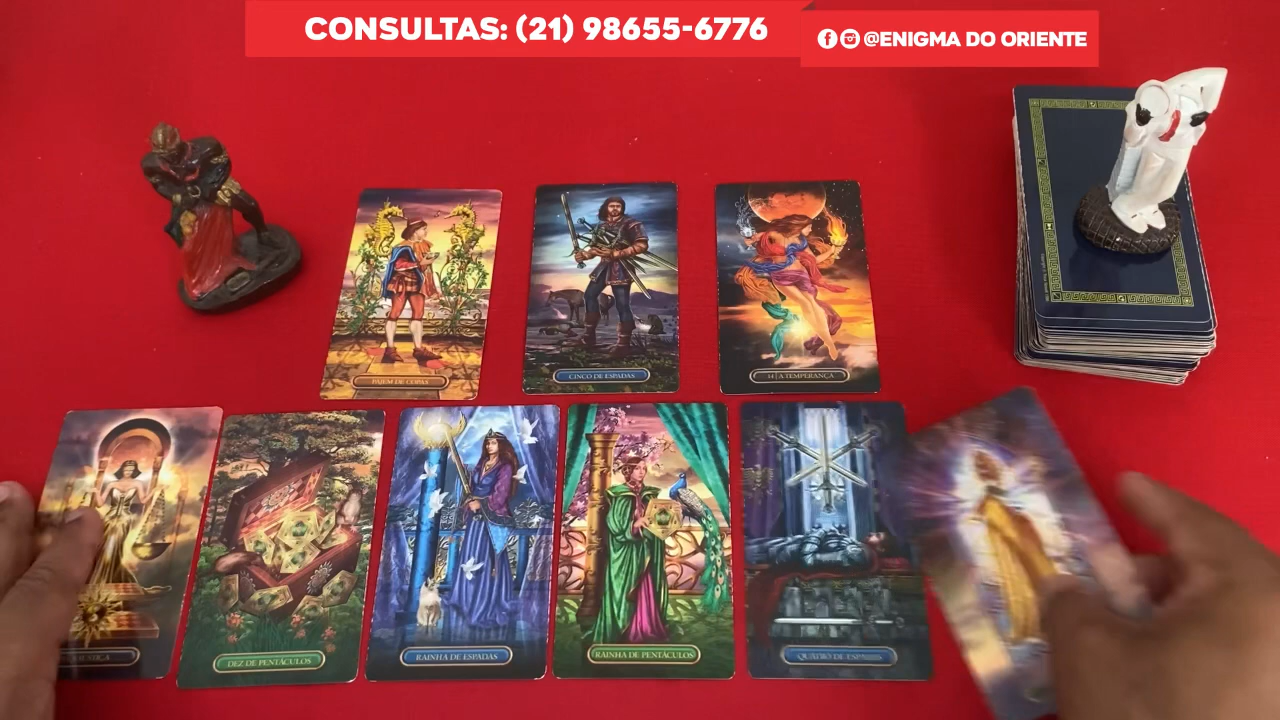 CONSULTAS: (21) 98655-6776
@ENIGMA DO ORIENTE
PAJEM DE COPAS
CINCO DE ESPADAS
14 | A TEMPERANÇA
JUSTIÇA
DEZ DE PENTÁCULOS
RAINHA DE ESPADAS
RAINHA DE PENTÁCULOS
QUATRO DE ESPADAS